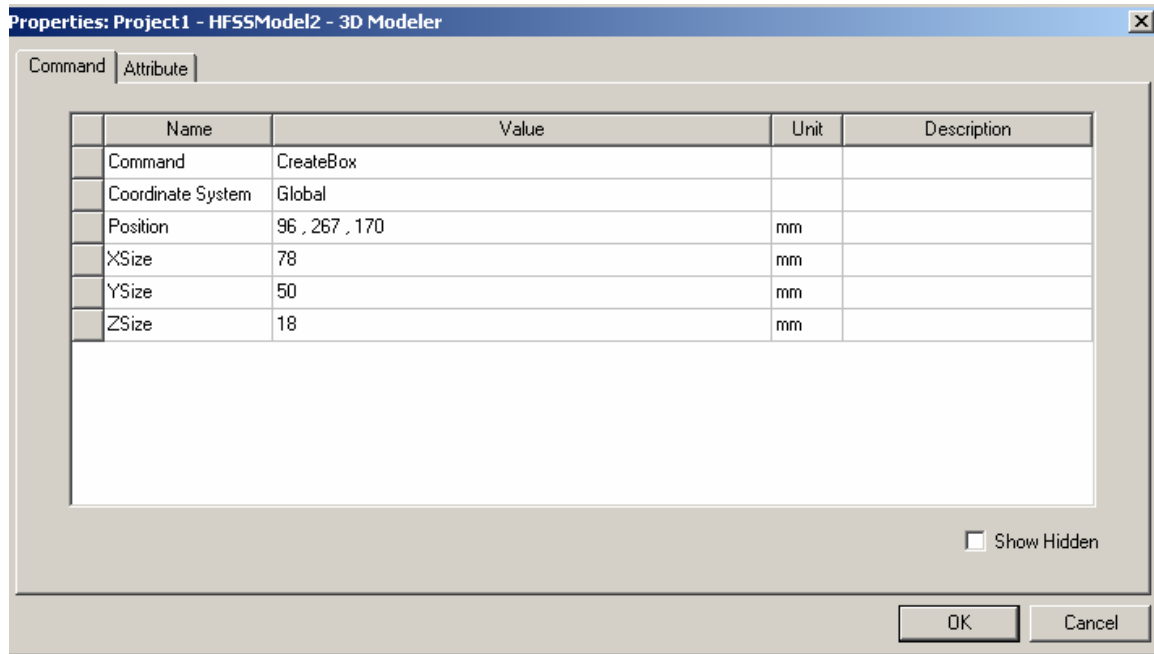 Properties: Project1 - HFSSModel2 - 3D Modeler
Command Attribute
Name Value Unit Description
Command CreateBox
Coordinate System Global
Position 96 , 267 , 170 mm
XSize 78 mm
YSize 50 mm
ZSize 18 mm
Show Hidden
OK Cancel